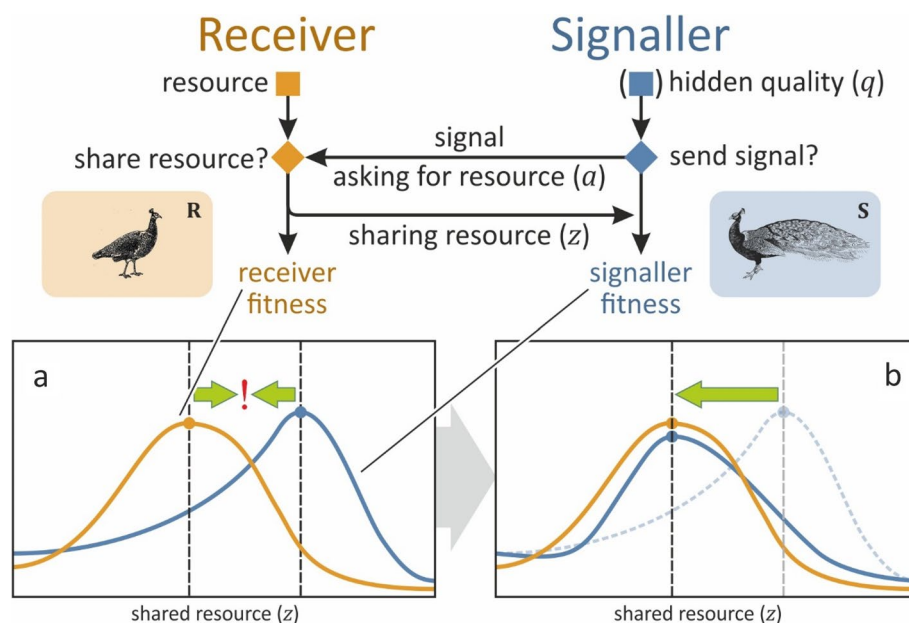 Receiver
Signaller
resource
( ) hidden quality (q)
signal
share resource?
send signal?
asking for resource (a)
R
S
sharing resource (z)
receiver
fitness
signaller
fitness
a
!
b
shared resource (z)
shared resource (z)